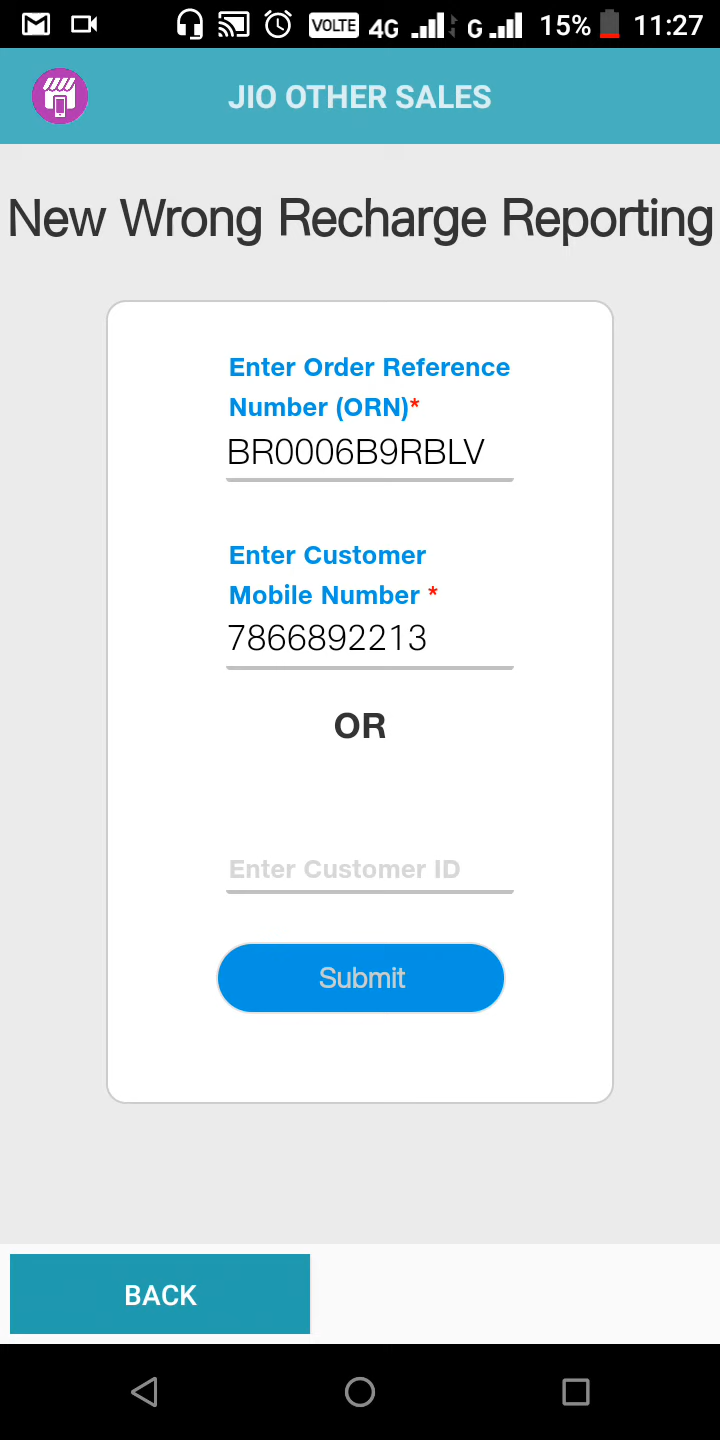 VOLTE 4G G 15% 11:27
JIO OTHER SALES
New Wrong Recharge Reporting
Enter Order Reference
Number (ORN)*
BR0006B9RBLV
Enter Customer
Mobile Number *
7866892213
OR
Enter Customer ID
Submit
BACK